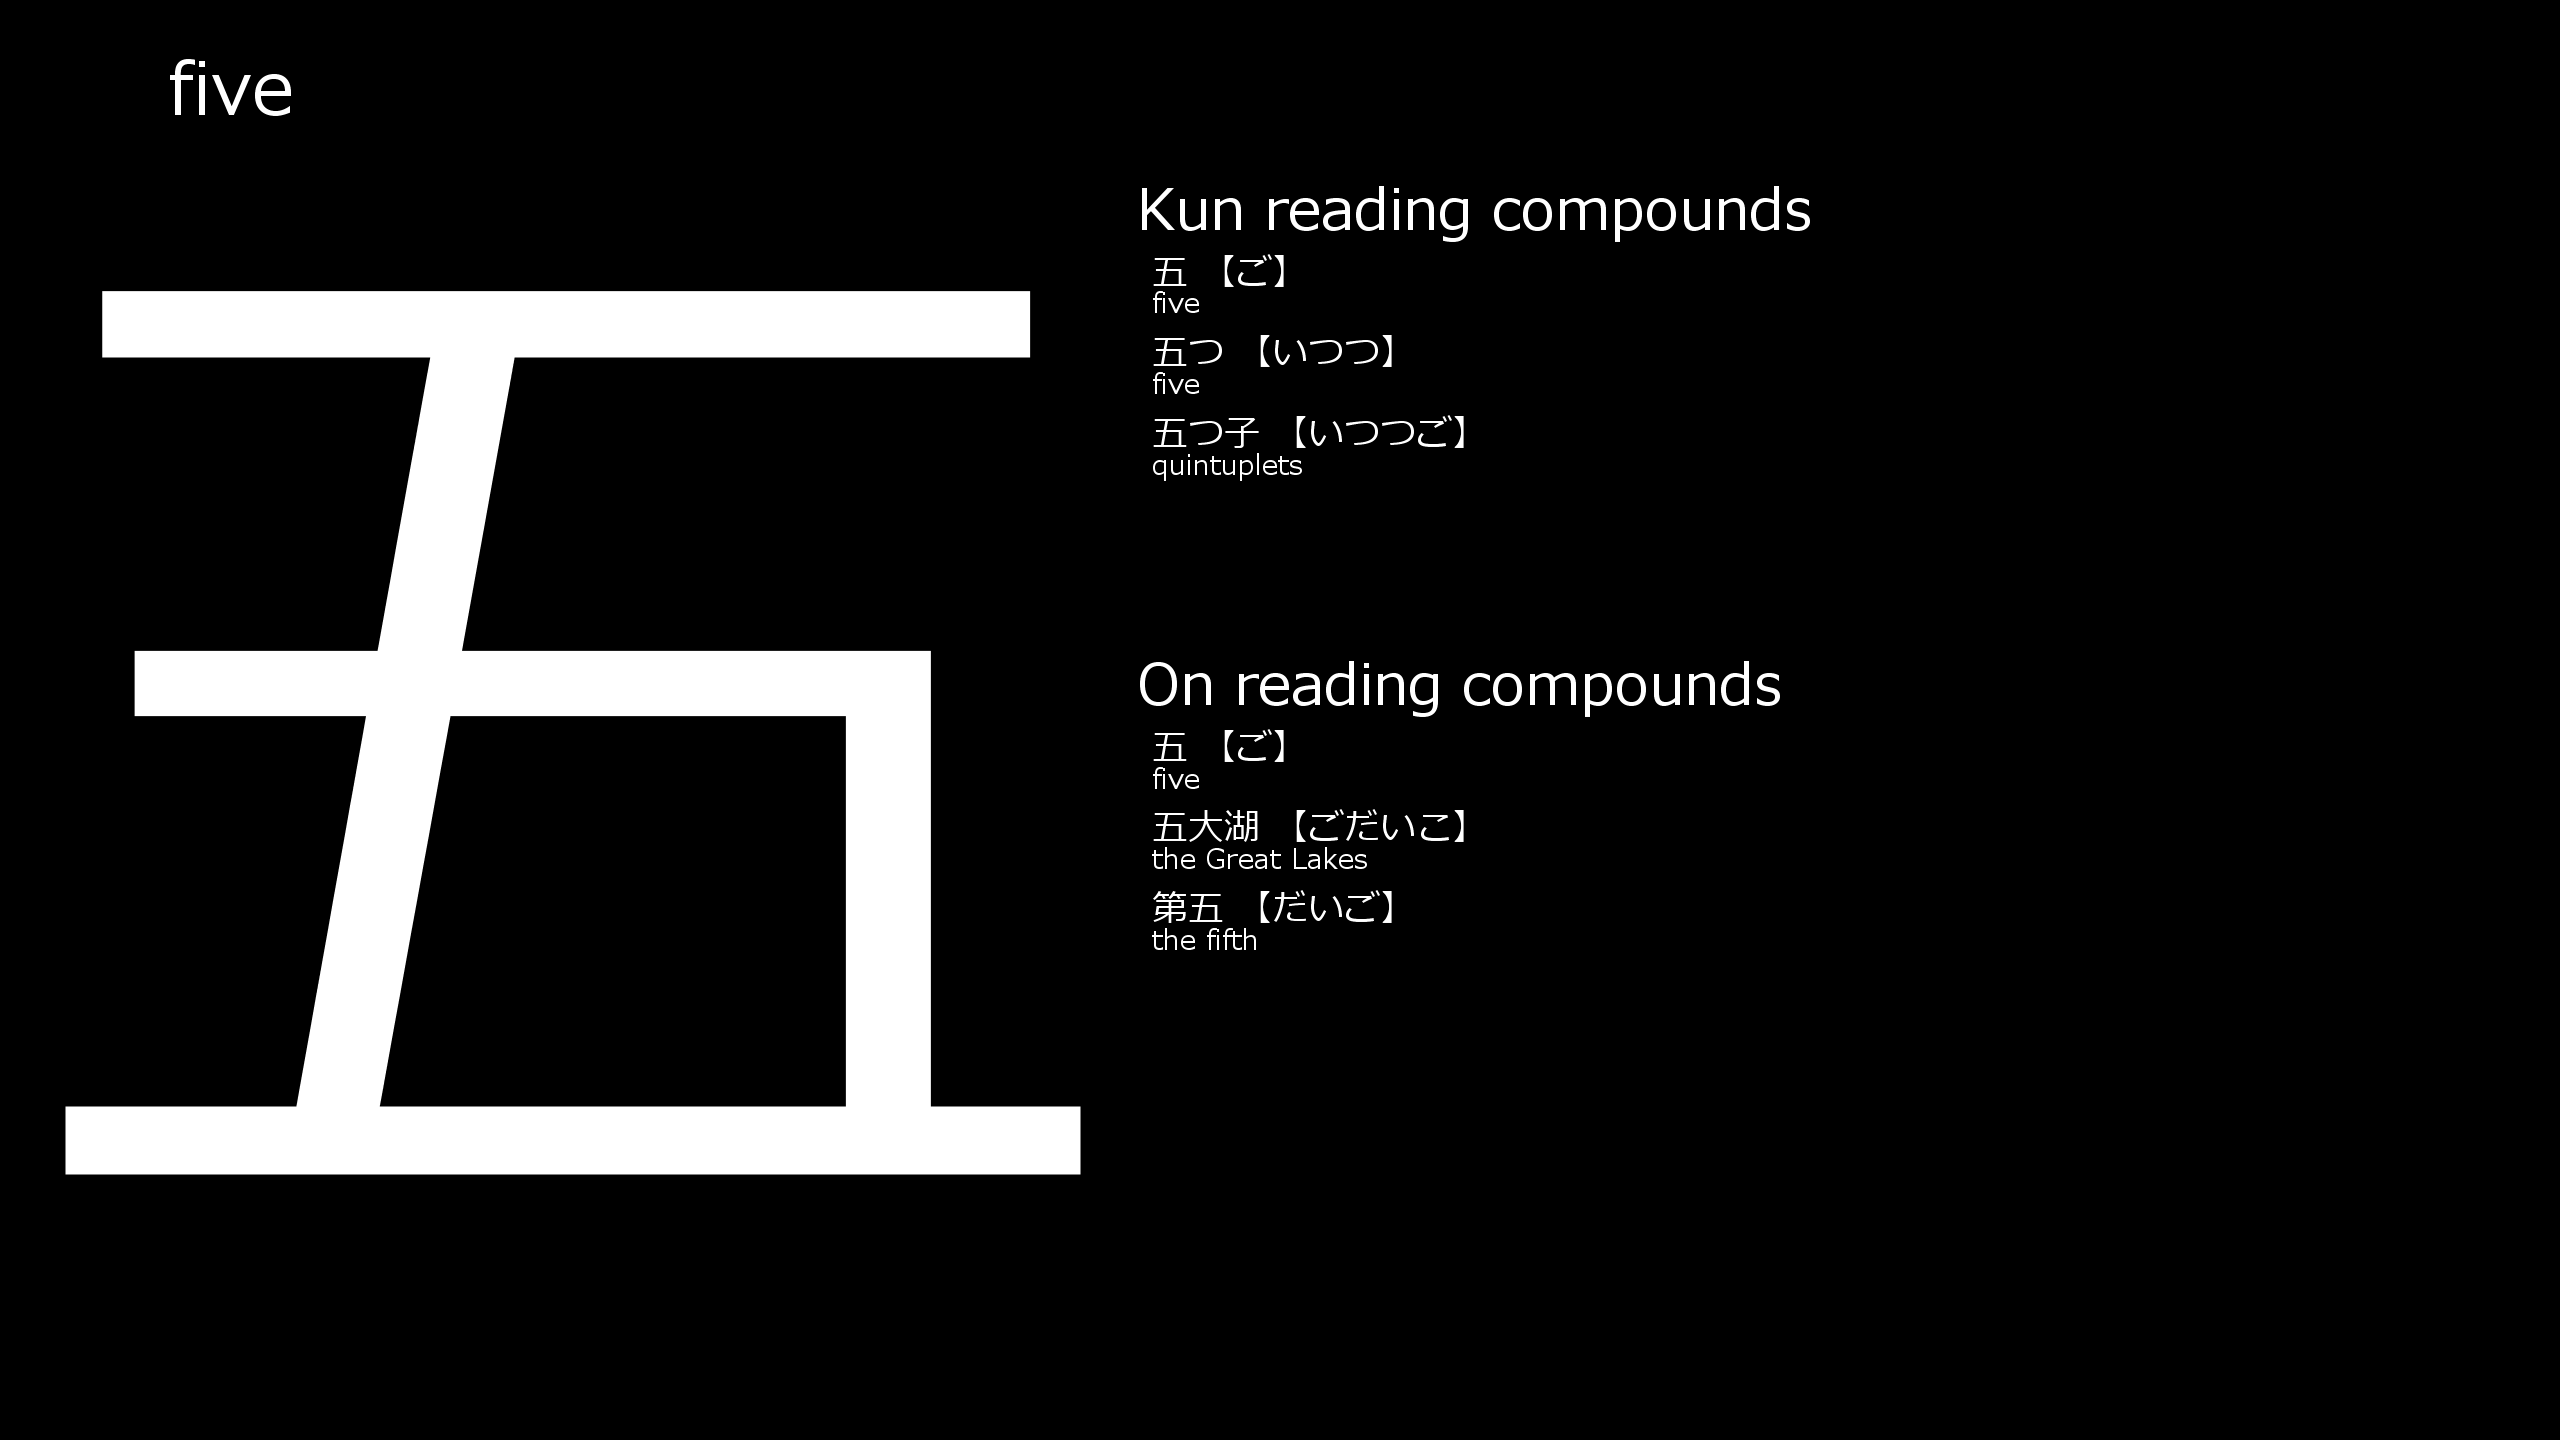 five
五
Kun reading compounds
五 【ご】
five
五つ 【いつつ】
five
五つ子 【いつつご】
quintuplets
On reading compounds
五 【ご】
five
五大湖 【ごだいこ】
the Great Lakes
第五 【だいご】
the fifth